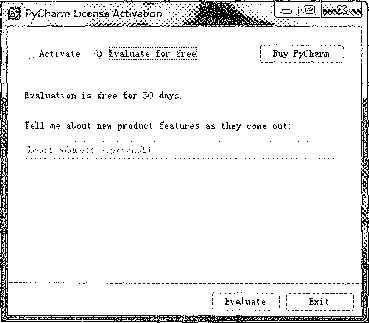 PyCharm License Activation
Activate Evaluate for free Buy PyCharm
Evaluation is free for 30 days.
Tell me about new product features as they come out:
Evaluate Exit